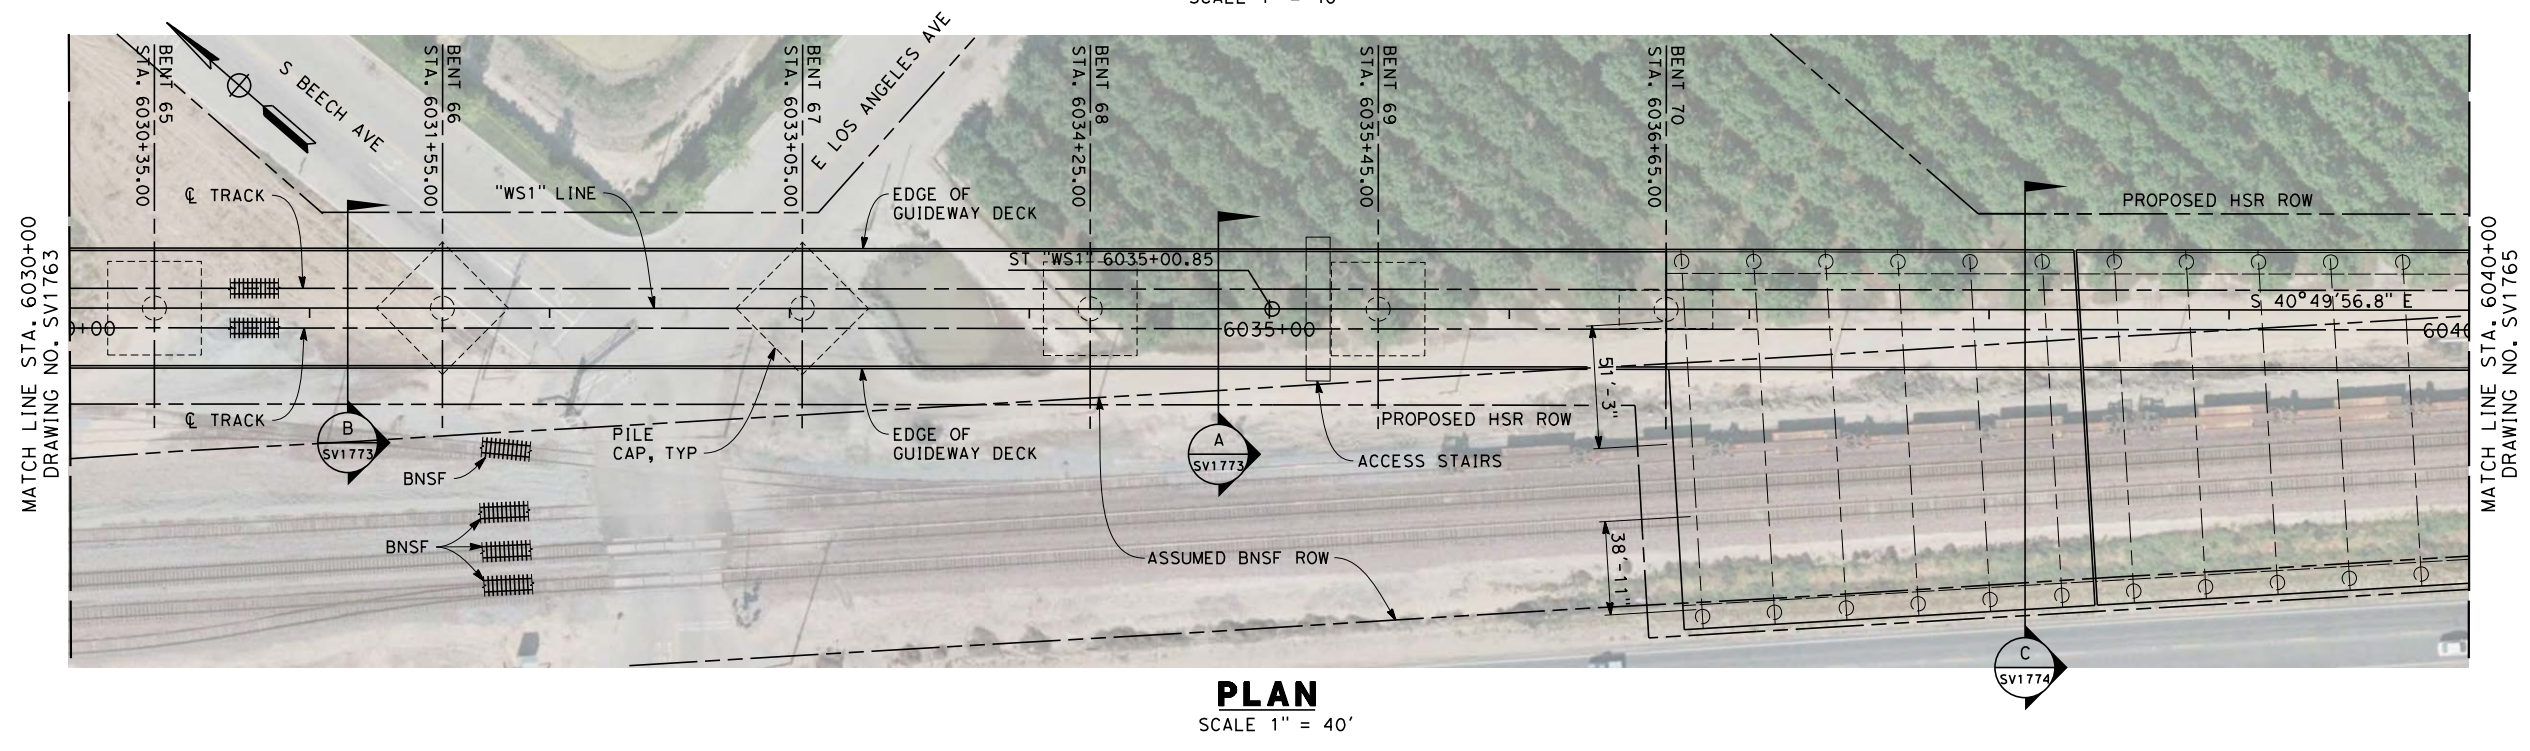 SCALE 1" = 40'
BENT 65
STA. 6030+35.00
BENT 66
STA. 6031+55.00
BENT 67
STA. 6033+05.00
BENT 68
STA. 6034+25.00
BENT 69
STA. 6035+45.00
BENT 70
STA. 6036+65.00
S BEECH AVE
E LOS ANGELES AVE
℄ TRACK
"WS1" LINE
EDGE OF
GUIDEWAY DECK
PROPOSED HSR ROW
ST "WS1" 6035+00.85
S 40°49'56.8" E
0+00
6035+00
6040
MATCH LINE STA. 6030+00
DRAWING NO. SV1763
MATCH LINE STA. 6040+00
DRAWING NO. SV1765
51'-3"
℄ TRACK
B
SV1773
PILE
CAP, TYP
EDGE OF
GUIDEWAY DECK
A
SV1773
PROPOSED HSR ROW
ACCESS STAIRS
BNSF
BNSF
ASSUMED BNSF ROW
38'-11"
C
SV1774
PLAN
SCALE 1" = 40'